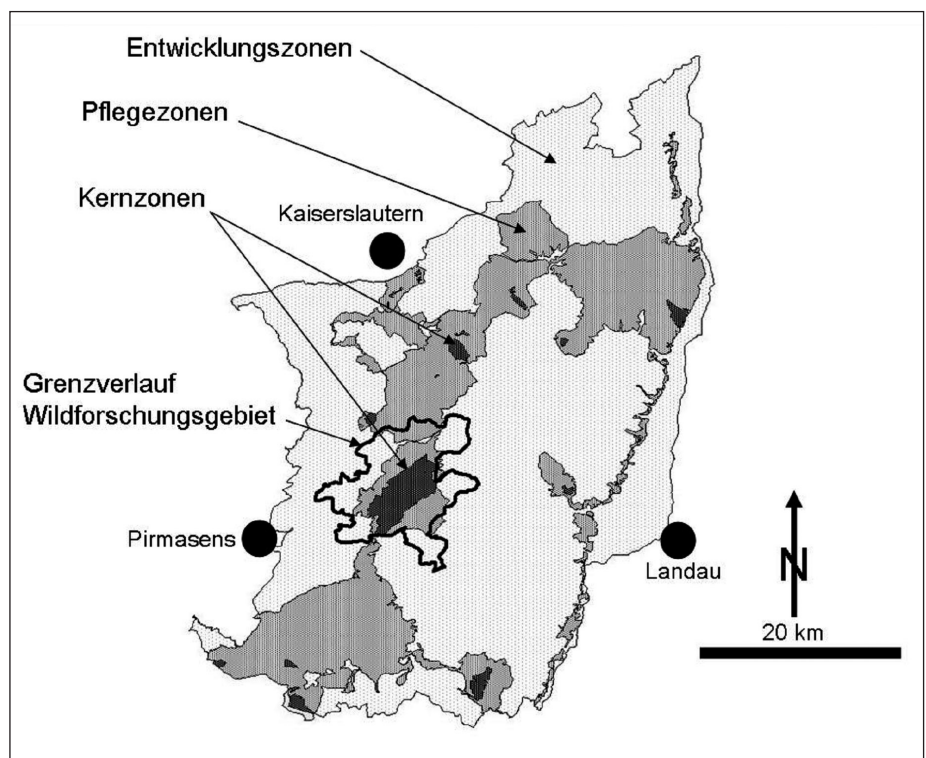 Entwicklungszonen
Pflegezonen
Kernzonen
Kaiserslautern
Grenzverlauf
Wildforschungsgebiet
Pirmasens
Landau
N
20 km